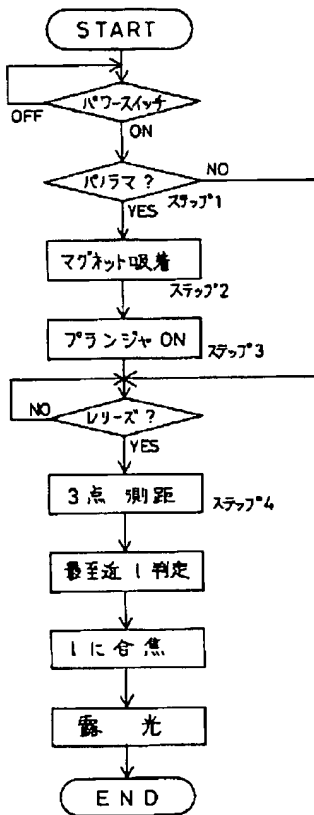 START
パワースイッチ
OFF
ON
パノラマ?
NO
YES
ステップ1
マグネット吸着
ステップ2
プランジャ ON
ステップ3
NO
レリーズ?
YES
3点 測距
ステップ4
最至近 l 判定
lに合焦
露 光
END